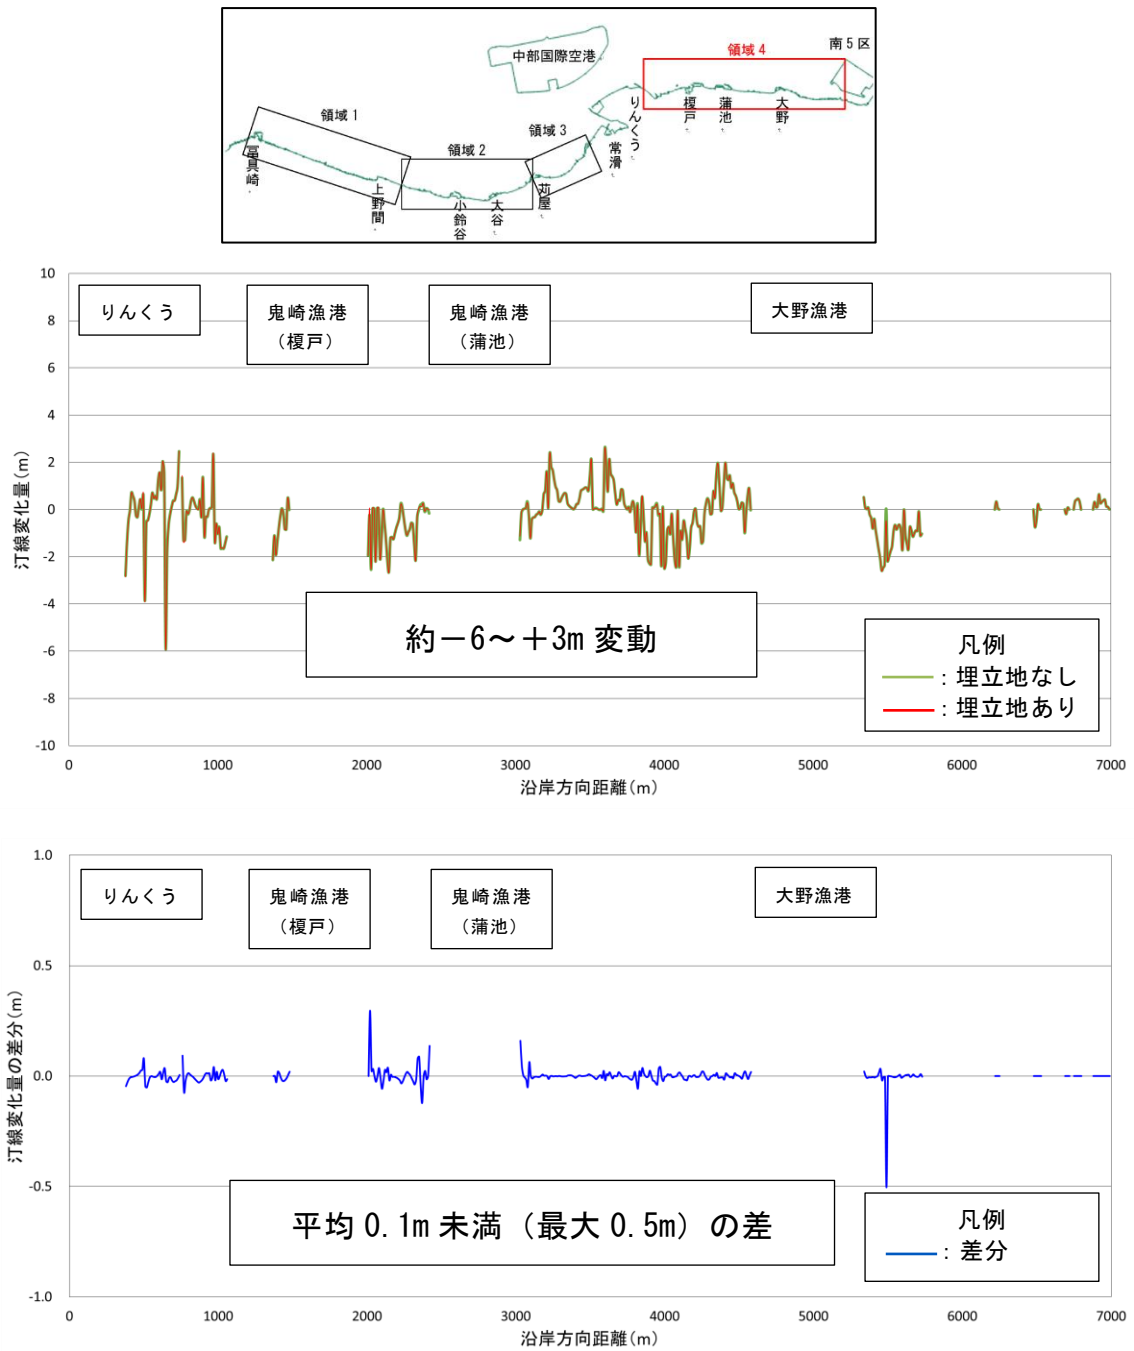 中部国際空港
領域 4
南５区
領域 1
領域 2
領域 3
冨具崎
上野間
小鈴谷
大谷
苅屋
常滑
りんくう
榎戸
蒲池
大野
汀線変化量(m)
10
8
6
4
2
0
-2
-4
-6
-8
-10
りんくう
鬼崎漁港
（榎戸）
鬼崎漁港
（蒲池）
大野漁港
約－6～＋3m 変動
凡例
：埋立地なし
：埋立地あり
0 1000 2000 3000 4000 5000 6000 7000
沿岸方向距離(m)
汀線変化量の差分(m)
1.0
0.5
0.0
-0.5
-1.0
りんくう
鬼崎漁港
（榎戸）
鬼崎漁港
（蒲池）
大野漁港
平均 0.1m 未満（最大 0.5m）の差
凡例
：差分
0 1000 2000 3000 4000 5000 6000 7000
沿岸方向距離(m)